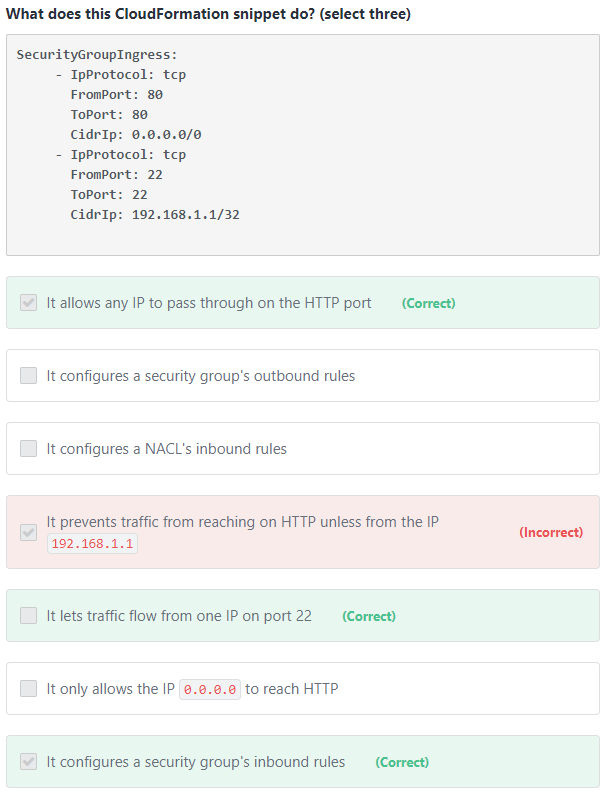 What does this CloudFormation snippet do? (select three)
SecurityGroupIngress:
- IpProtocol: tcp
FromPort: 80
ToPort: 80
CidrIp: 0.0.0.0/0
- IpProtocol: tcp
FromPort: 22
ToPort: 22
CidrIp: 192.168.1.1/32
It allows any IP to pass through on the HTTP port (Correct)
It configures a security group's outbound rules
It configures a NACL's inbound rules
It prevents traffic from reaching on HTTP unless from the IP
192.168.1.1 (Incorrect)
It lets traffic flow from one IP on port 22 (Correct)
It only allows the IP 0.0.0.0 to reach HTTP
It configures a security group's inbound rules (Correct)